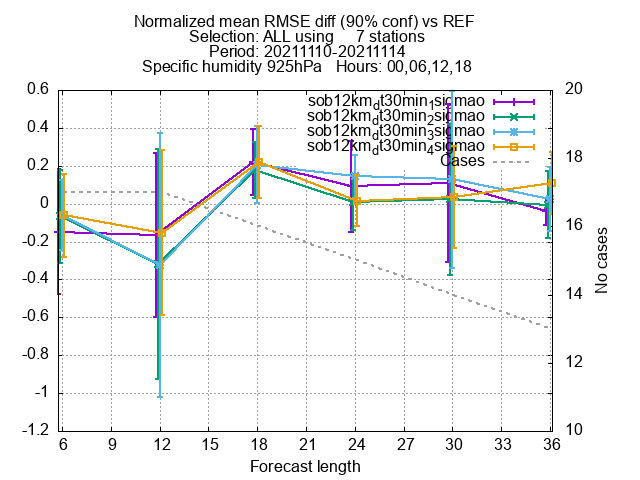 Normalized mean RMSE diff (90% conf) vs REF
Selection: ALL using 7 stations
Period: 20211110-20211114
Specific humidity 925hPa Hours: 00,06,12,18
sob12km_dt30min_1sigmao
sob12km_dt30min_2sigmao
sob12km_dt30min_3sigmao
sob12km_dt30min_4sigmao
Cases
0.6
0.4
0.2
0
-0.2
-0.4
-0.6
-0.8
-1
-1.2
20
18
16
14
12
10
No cases
6 9 12 15 18 21 24 27 30 33 36
Forecast length